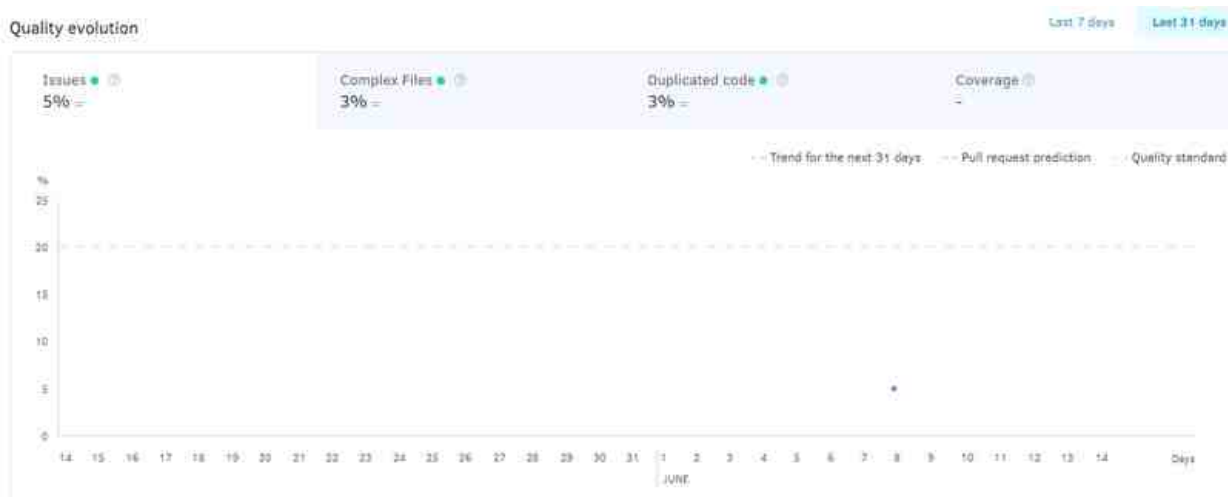 Quality evolution
Last 7 days Last 31 days
Issues Complex Files Duplicated code Coverage
5% = 3% = 3% = -
Trend for the next 31 days Pull request prediction Quality standard
%
25
20
15
10
5
0
14 15 16 17 18 19 20 21 22 23 24 25 26 27 28 29 30 31 1 2 3 4 5 6 7 8 9 10 11 12 13 14 Days
JUNE